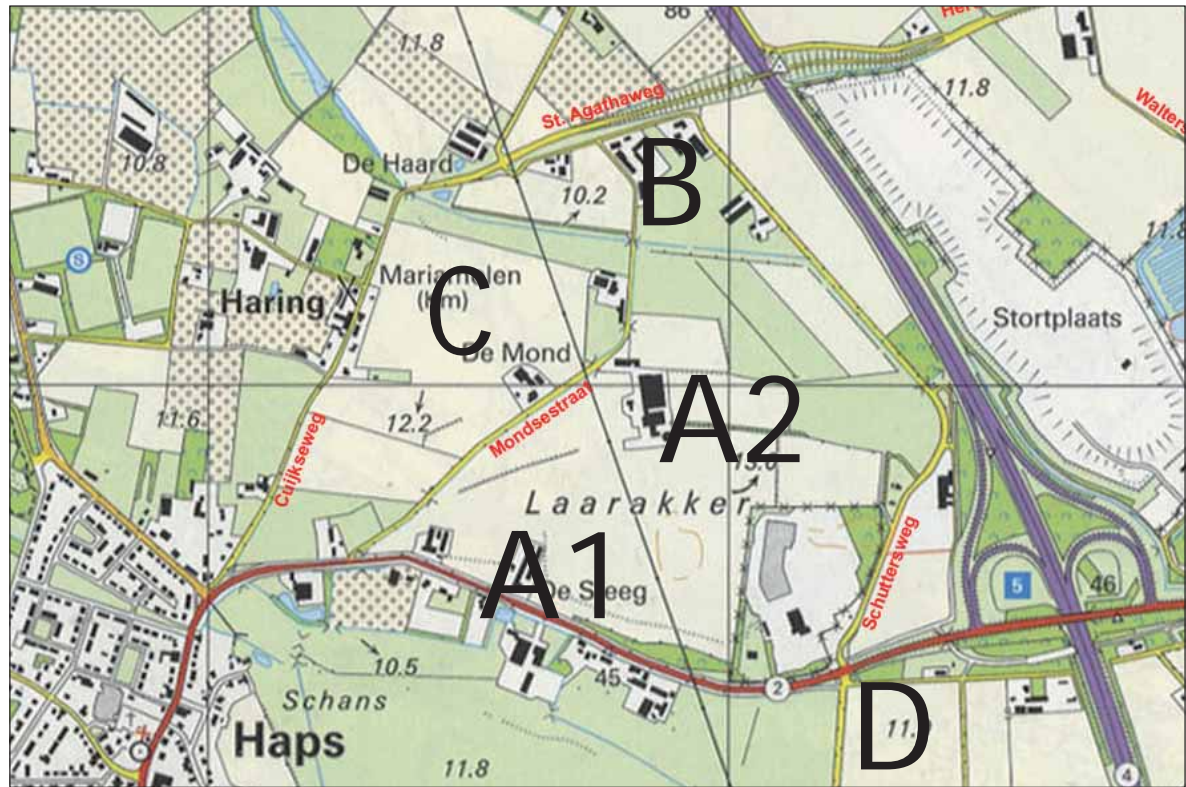 86
11.8
St. Agathaweg
11.8
De Haard
10.8
B
10.2
S
Mariamolen
(hm)
Haring
C
Stortplaats
De Mond
A2
11.6
12.2
Mondsestraat
Cuijkseweg
Laarakker
A1
De Steeg
Schuttersweg
5
46
10.5
45
2
Schans
D
Haps
11.8
4